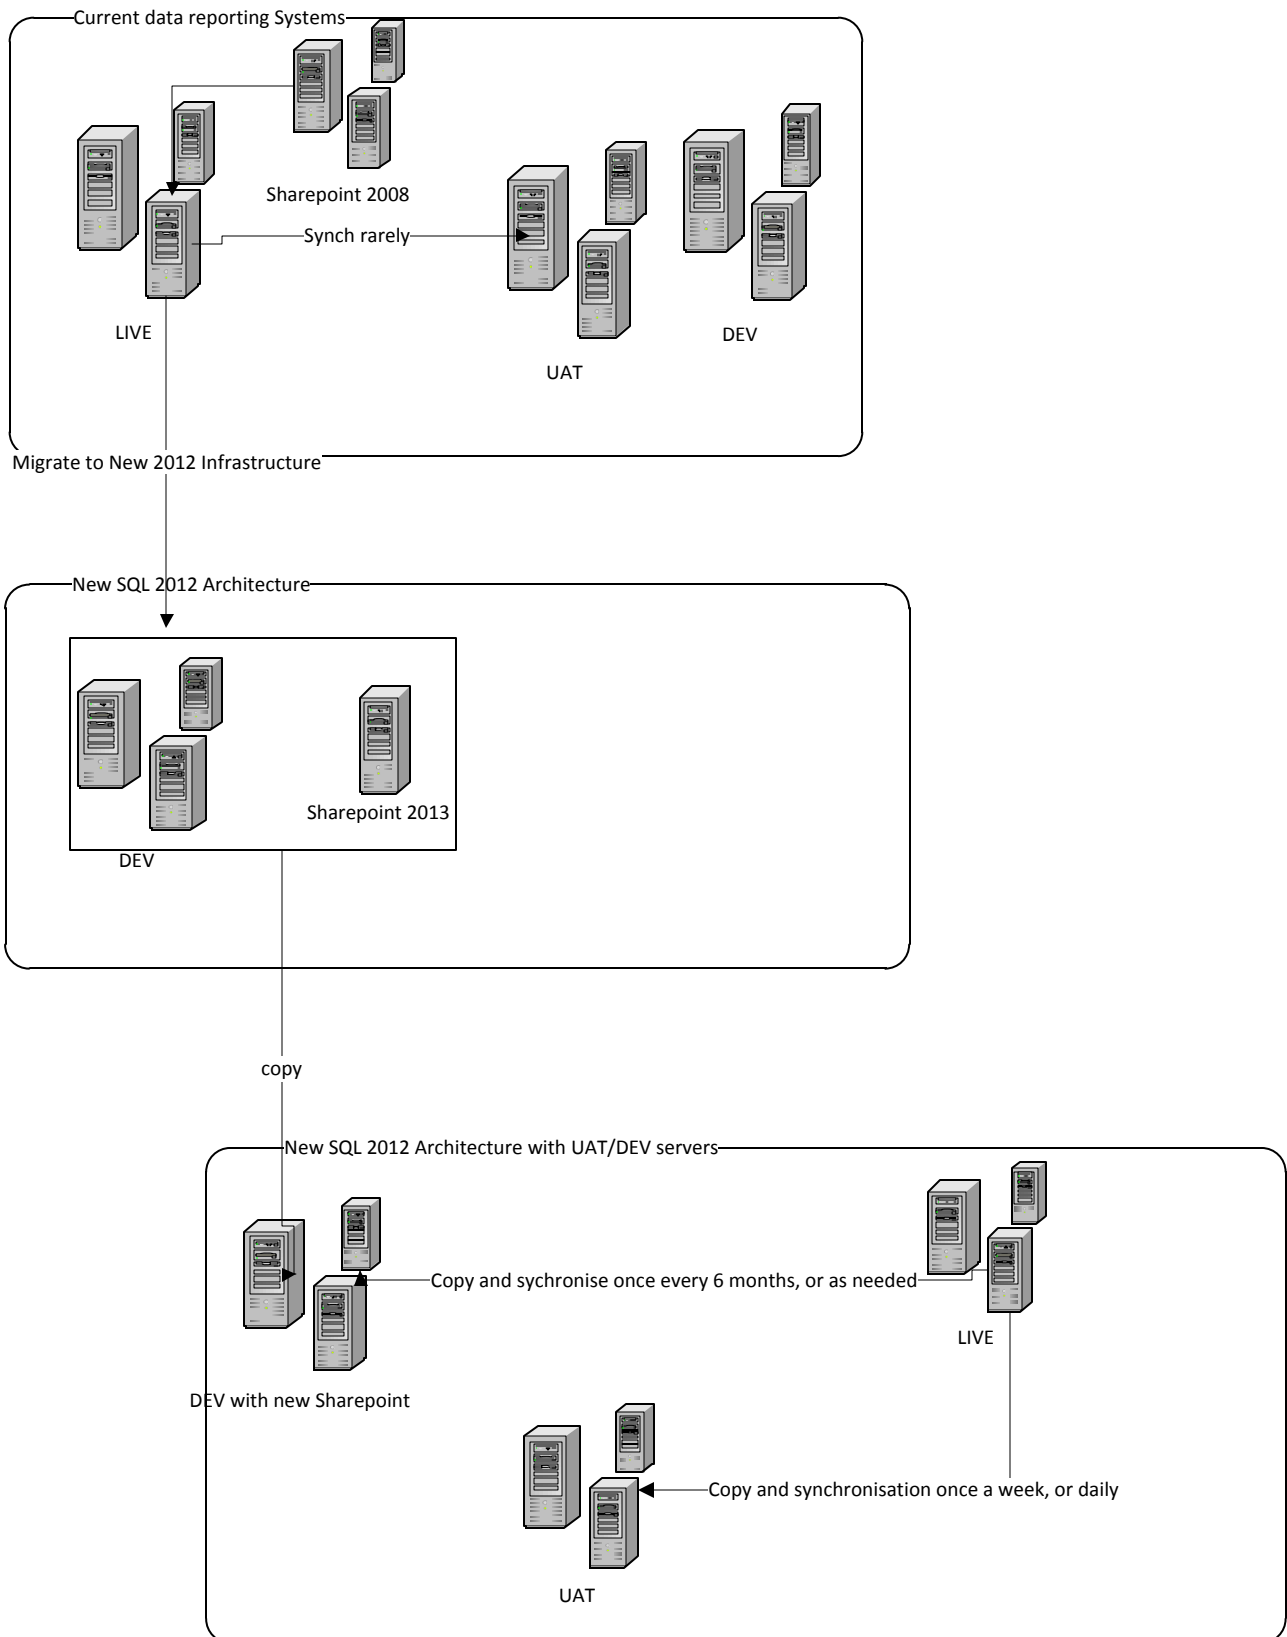 Current data reporting Systems
Sharepoint 2008
Synch rarely
LIVE
DEV
UAT
Migrate to New 2012 Infrastructure
New SQL 2012 Architecture
Sharepoint 2013
DEV
copy
New SQL 2012 Architecture with UAT/DEV servers
Copy and sychronise once every 6 months, or as needed
LIVE
DEV with new Sharepoint
Copy and synchronisation once a week, or daily
UAT